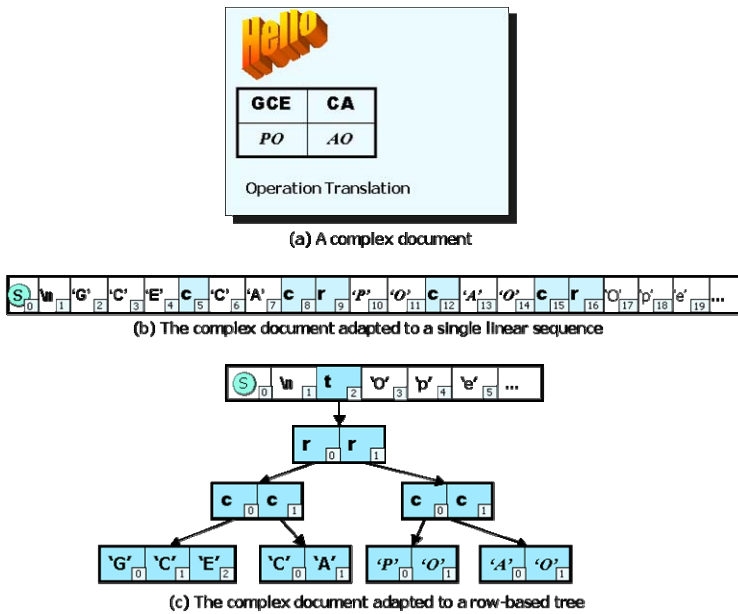 Hello
GCE CA
PO AO
Operation Translation
(a) A complex document
S 0 \n 1 'G' 2 'C' 3 'E' 4 c 5 'C' 6 'A' 7 c 8 r 9 'P' 10 'O' 11 c 12 'A' 13 'O' 14 c 15 r 16 'O' 17 'p' 18 'e' 19 ...
(b) The complex document adapted to a single linear sequence
S 0 \n 1 t 2 'O' 3 'p' 4 'e' 5 ...
r 0 r 1
c 0 c 1 c 0 c 1
'G' 0 'C' 1 'E' 2 'C' 0 'A' 1 'P' 0 'O' 1 'A' 0 'O' 1
(c) The complex document adapted to a row-based tree